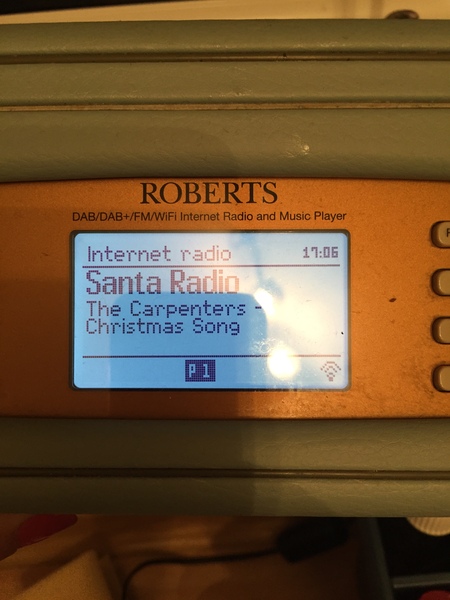 ROBERTS
DAB/DAB+/FM/WiFi Internet Radio and Music Player
Internet radio 17:06
Santa Radio
The Carpenters -
Christmas Song
P 1